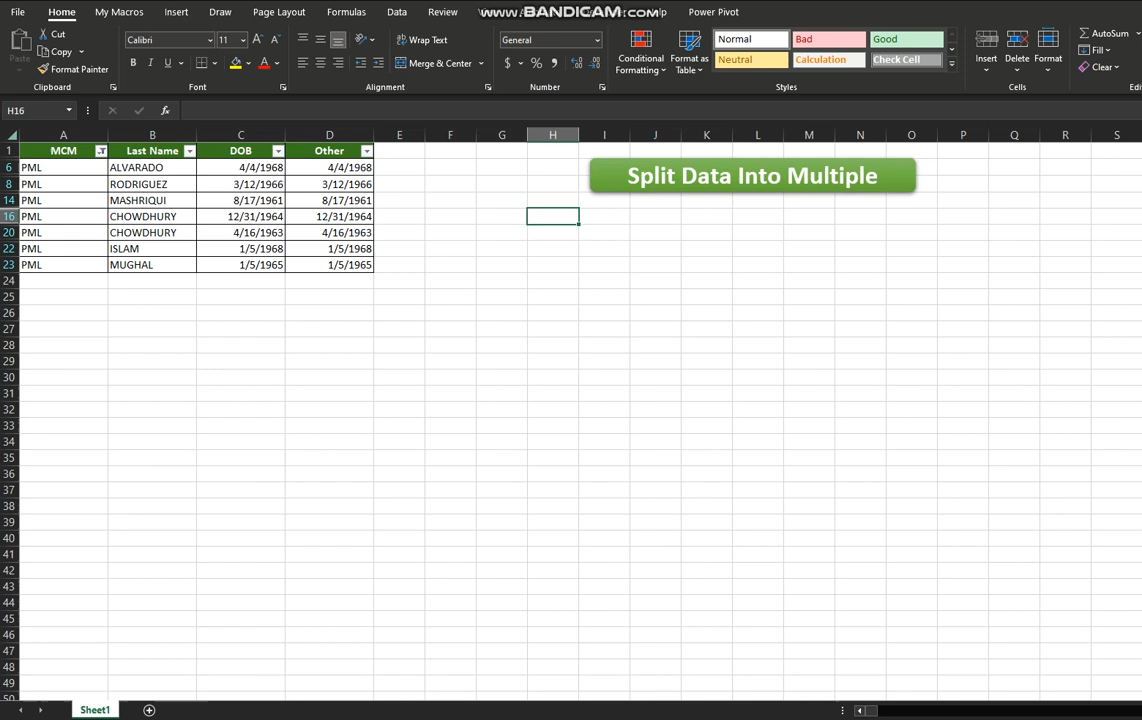 File Home My Macros Insert Draw Page Layout Formulas Data Review www.BANDICAM.com lp Power Pivot
Cut
Copy
Format Painter
Paste
Clipboard
Calibri 11
B I U
Font
Wrap Text
Merge & Center
Alignment
General
$ % ,
Number
Conditional Formatting
Format as Table
Normal Bad Good
Neutral Calculation Check Cell
Styles
Insert Delete Format
Cells
AutoSum
Fill
Clear
H16 fx
A B C D E F G H I J K L M N O P Q R S
1 MCM Last Name DOB Other
6 PML ALVARADO 4/4/1968 4/4/1968
8 PML RODRIGUEZ 3/12/1966 3/12/1966
14 PML MASHRIQUI 8/17/1961 8/17/1961
16 PML CHOWDHURY 12/31/1964 12/31/1964
20 PML CHOWDHURY 4/16/1963 4/16/1963
22 PML ISLAM 1/5/1968 1/5/1968
23 PML MUGHAL 1/5/1965 1/5/1965
Split Data Into Multiple
24
25
26
27
28
29
30
31
32
33
34
35
36
37
38
39
40
41
42
43
44
45
46
47
48
49
50
Sheet1